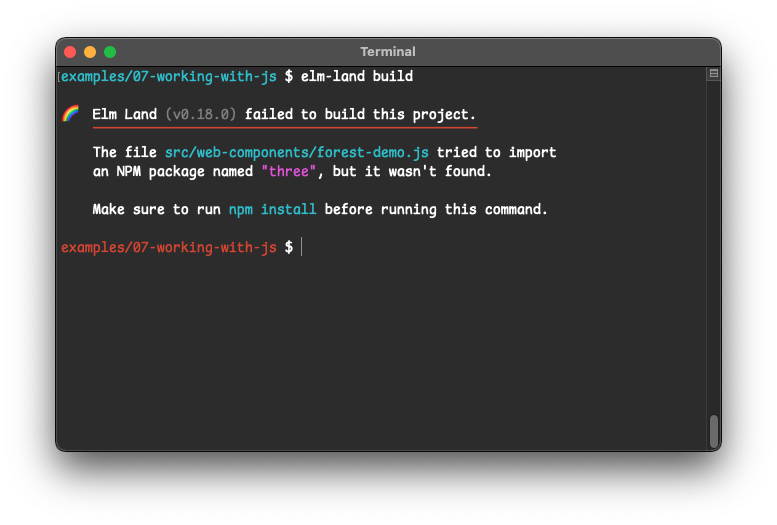 Terminal
examples/07-working-with-js $ elm-land build
🌈 Elm Land (v0.18.0) failed to build this project.
The file src/web-components/forest-demo.js tried to import
an NPM package named "three", but it wasn't found.
Make sure to run npm install before running this command.
examples/07-working-with-js $